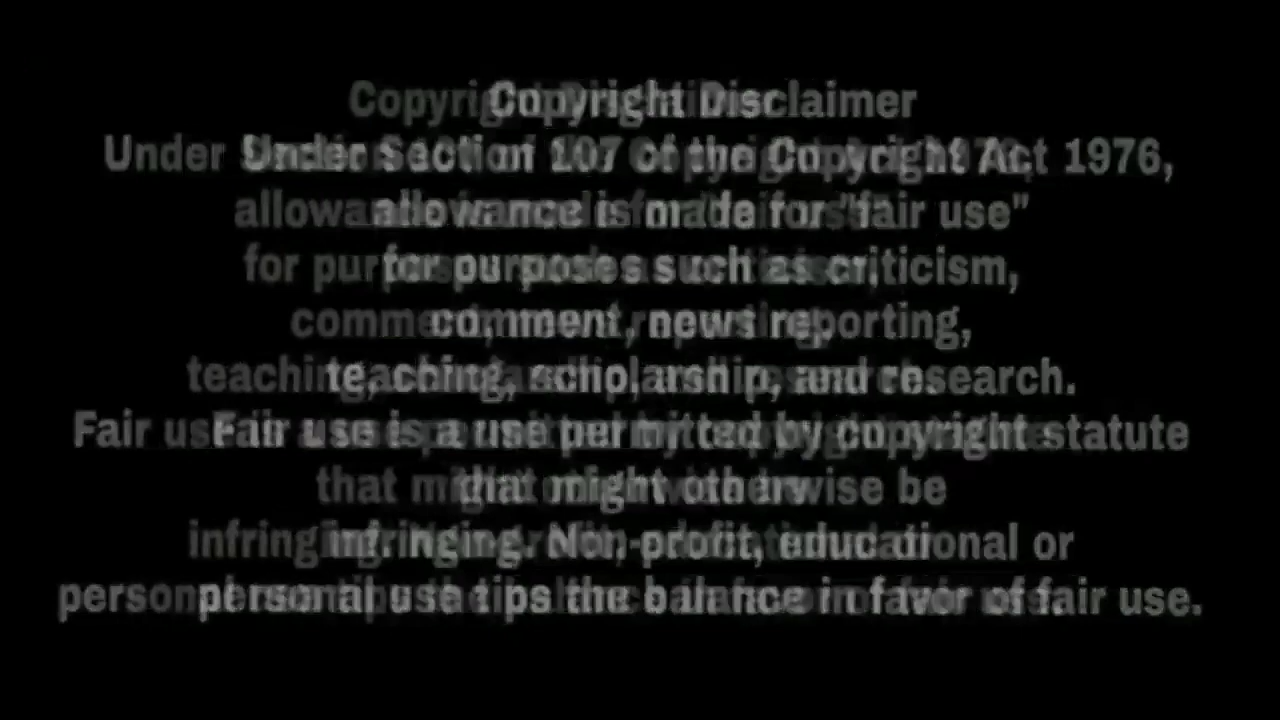 Copyright Disclaimer
Under Section 107 of the Copyright Act 1976,
allowance is made for "fair use"
for purposes such as criticism,
comment, news reporting,
teaching, scholarship, and research.
Fair use is a use permitted by copyright statute
that might otherwise be
infringing. Non-profit, educational or
personal use tips the balance in favor of fair use.